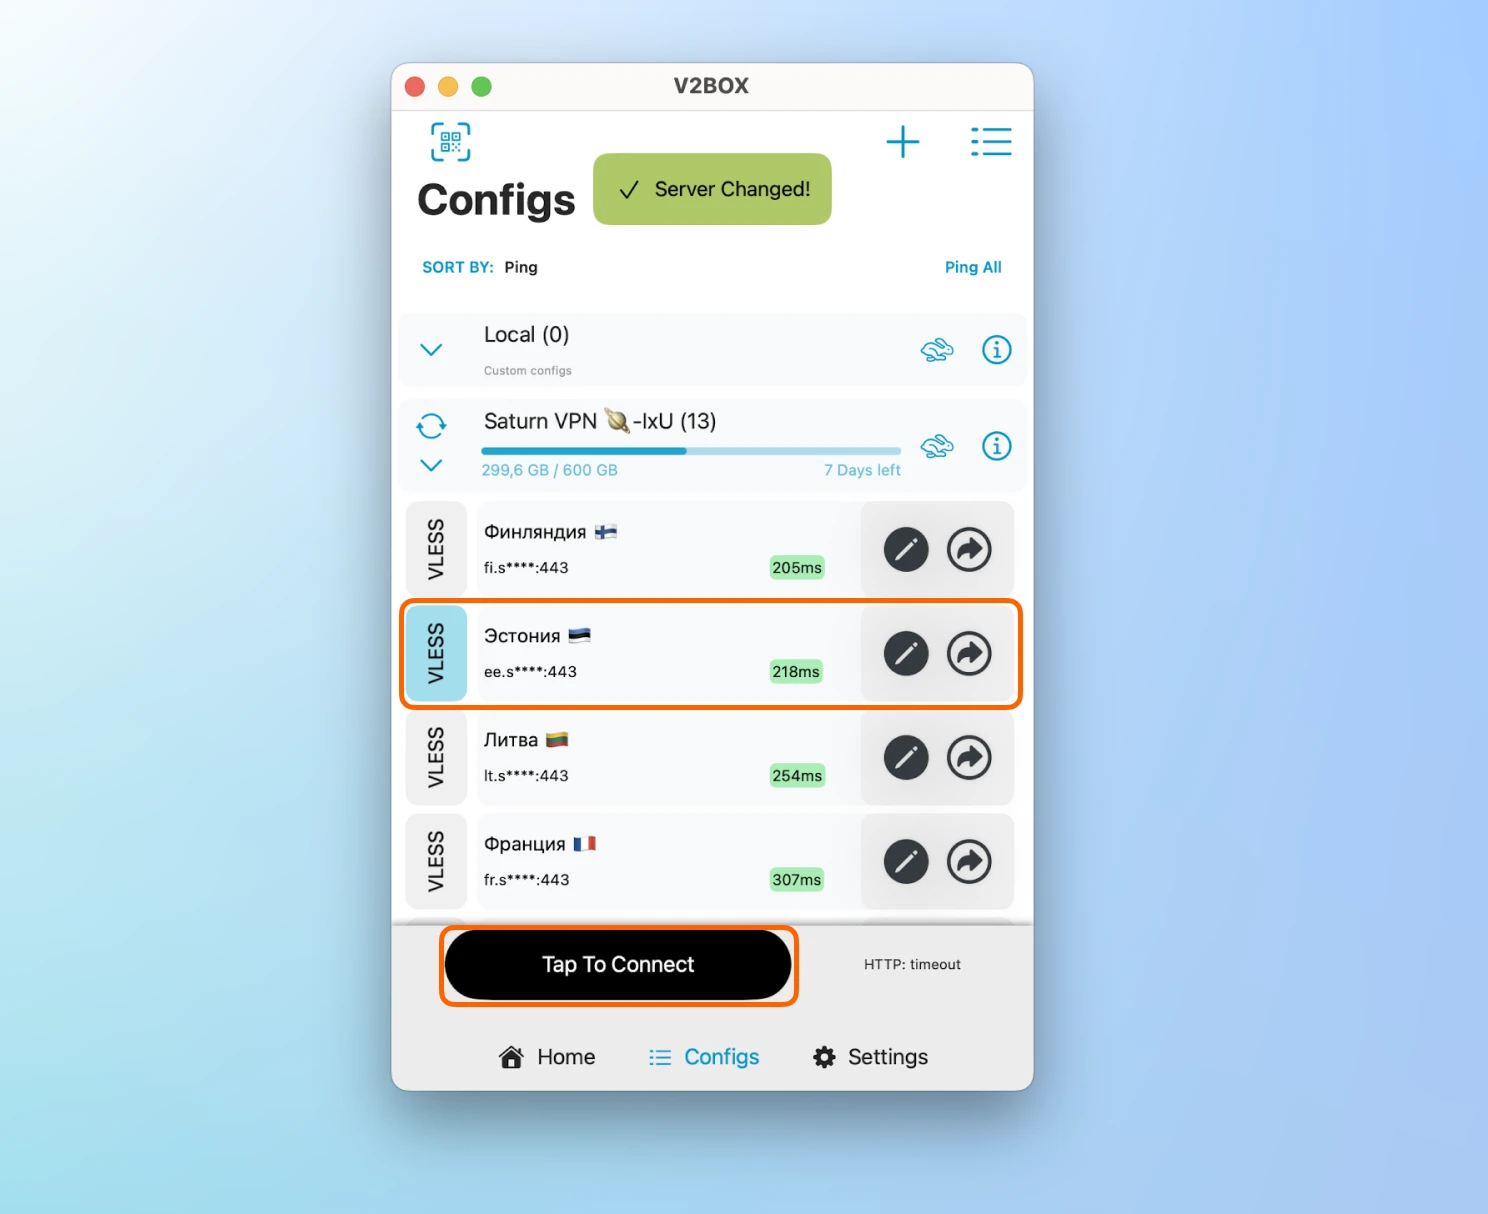 V2BOX
Server Changed!
Configs
SORT BY: Ping
Ping All
Local (0)
Custom configs
Saturn VPN 🪐-lxU (13)
299,6 GB / 600 GB
7 Days left
VLESS
Финляндия 🇫🇮
fi.s****:443
205ms
VLESS
Эстония 🇪🇪
ee.s****:443
218ms
VLESS
Литва 🇱🇹
lt.s****:443
254ms
VLESS
Франция 🇫🇷
fr.s****:443
307ms
Tap To Connect
HTTP: timeout
Home
Configs
Settings